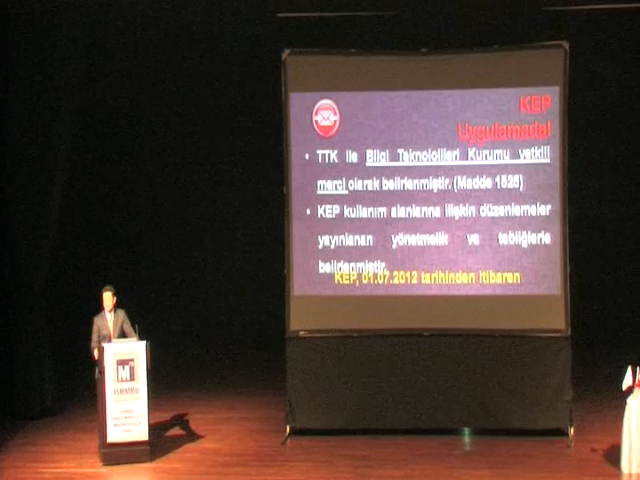 KEP
Uygulamada!
• TTK ile Bilgi Teknolojileri Kurumu yetkili
merci olarak belirlenmiştir. (Madde 1525)
• KEP kullanım alanlarına ilişkin düzenlemeler
yayınlanan yönetmelik ve tebliğlerle
belirlenmiştir.
KEP, 01.07.2012 tarihinden itibaren
M